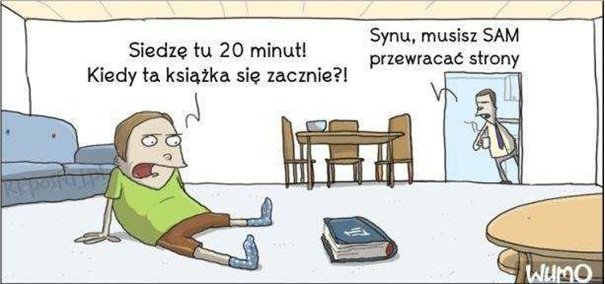 Siedzę tu 20 minut!
Kiedy ta książka się zacznie?!
Synu, musisz SAM
przewracać strony
WUMO